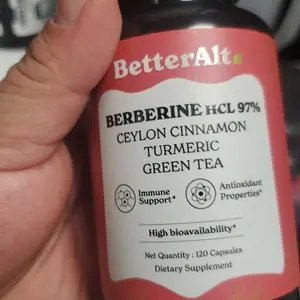 BetterAlt
BERBERINE HCL 97%
CEYLON CINNAMON
TURMERIC
GREEN TEA
Immune
Support*
Antioxidant
Properties*
High bioavailability*
Net Quantity : 120 Capsules
Dietary Supplement